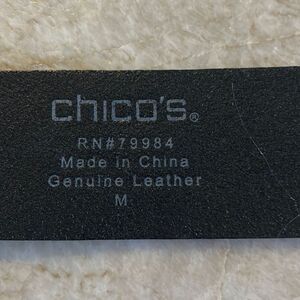 chico's®
RN#79984
Made in China
Genuine Leather
M